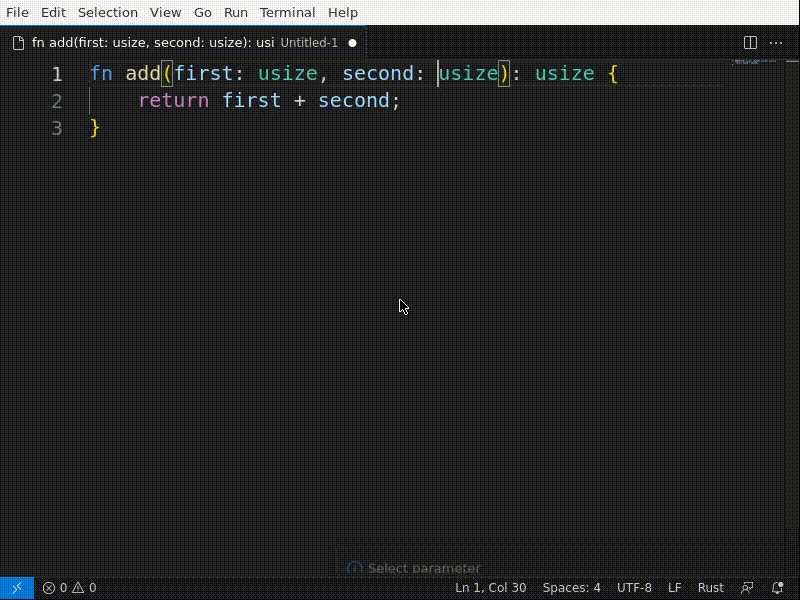 File Edit Selection View Go Run Terminal Help
fn add(first: usize, second: usize): usi Untitled-1
1 fn add(first: usize, second: usize): usize {
2 return first + second;
3 }
Select parameter
0 0 Ln 1, Col 30 Spaces: 4 UTF-8 LF Rust